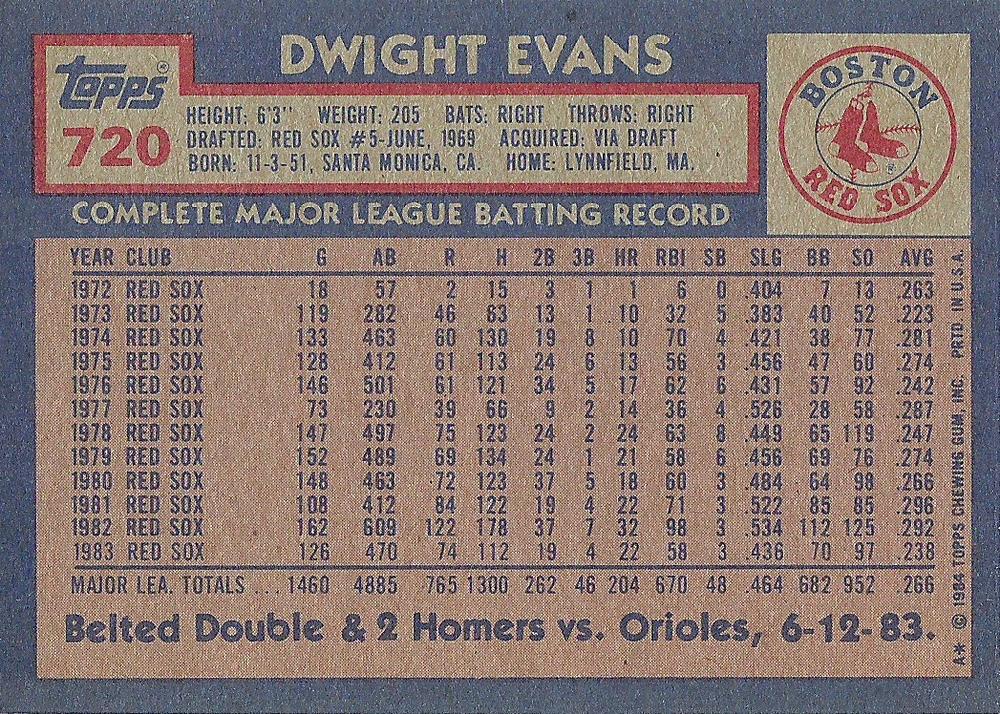 DWIGHT EVANS
Topps®
720
HEIGHT: 6'3'' WEIGHT: 205 BATS: RIGHT THROWS: RIGHT
DRAFTED: RED SOX #5-JUNE, 1969 ACQUIRED: VIA DRAFT
BORN: 11-3-51, SANTA MONICA, CA. HOME: LYNNFIELD, MA.
BOSTON
RED SOX
®
COMPLETE MAJOR LEAGUE BATTING RECORD
YEAR CLUB G AB R H 2B 3B HR RBI SB SLG BB SO AVG
1972 RED SOX 18 57 2 15 3 1 1 6 0 .404 7 13 .263
1973 RED SOX 119 282 46 63 13 1 10 32 5 .383 40 52 .223
1974 RED SOX 133 463 60 130 19 8 10 70 4 .421 38 77 .281
1975 RED SOX 128 412 61 113 24 6 13 56 3 .456 47 60 .274
1976 RED SOX 146 501 61 121 34 5 17 62 6 .431 57 92 .242
1977 RED SOX 73 230 39 66 9 2 14 36 4 .526 28 58 .287
1978 RED SOX 147 497 75 123 24 2 24 63 8 .449 65 119 .247
1979 RED SOX 152 489 69 134 24 1 21 58 6 .456 69 76 .274
1980 RED SOX 148 463 72 123 37 5 18 60 3 .484 64 98 .266
1981 RED SOX 108 412 84 122 19 4 22 71 3 .522 85 85 .296
1982 RED SOX 162 609 122 178 37 7 32 98 3 .534 112 125 .292
1983 RED SOX 126 470 74 112 19 4 22 58 3 .436 70 97 .238
MAJOR LEA. TOTALS .. 1460 4885 765 1300 262 46 204 670 48 .464 682 952 .266
Belted Double & 2 Homers vs. Orioles, 6-12-83.
A* © 1984 TOPPS CHEWING GUM, INC. PRTD. IN U.S.A.